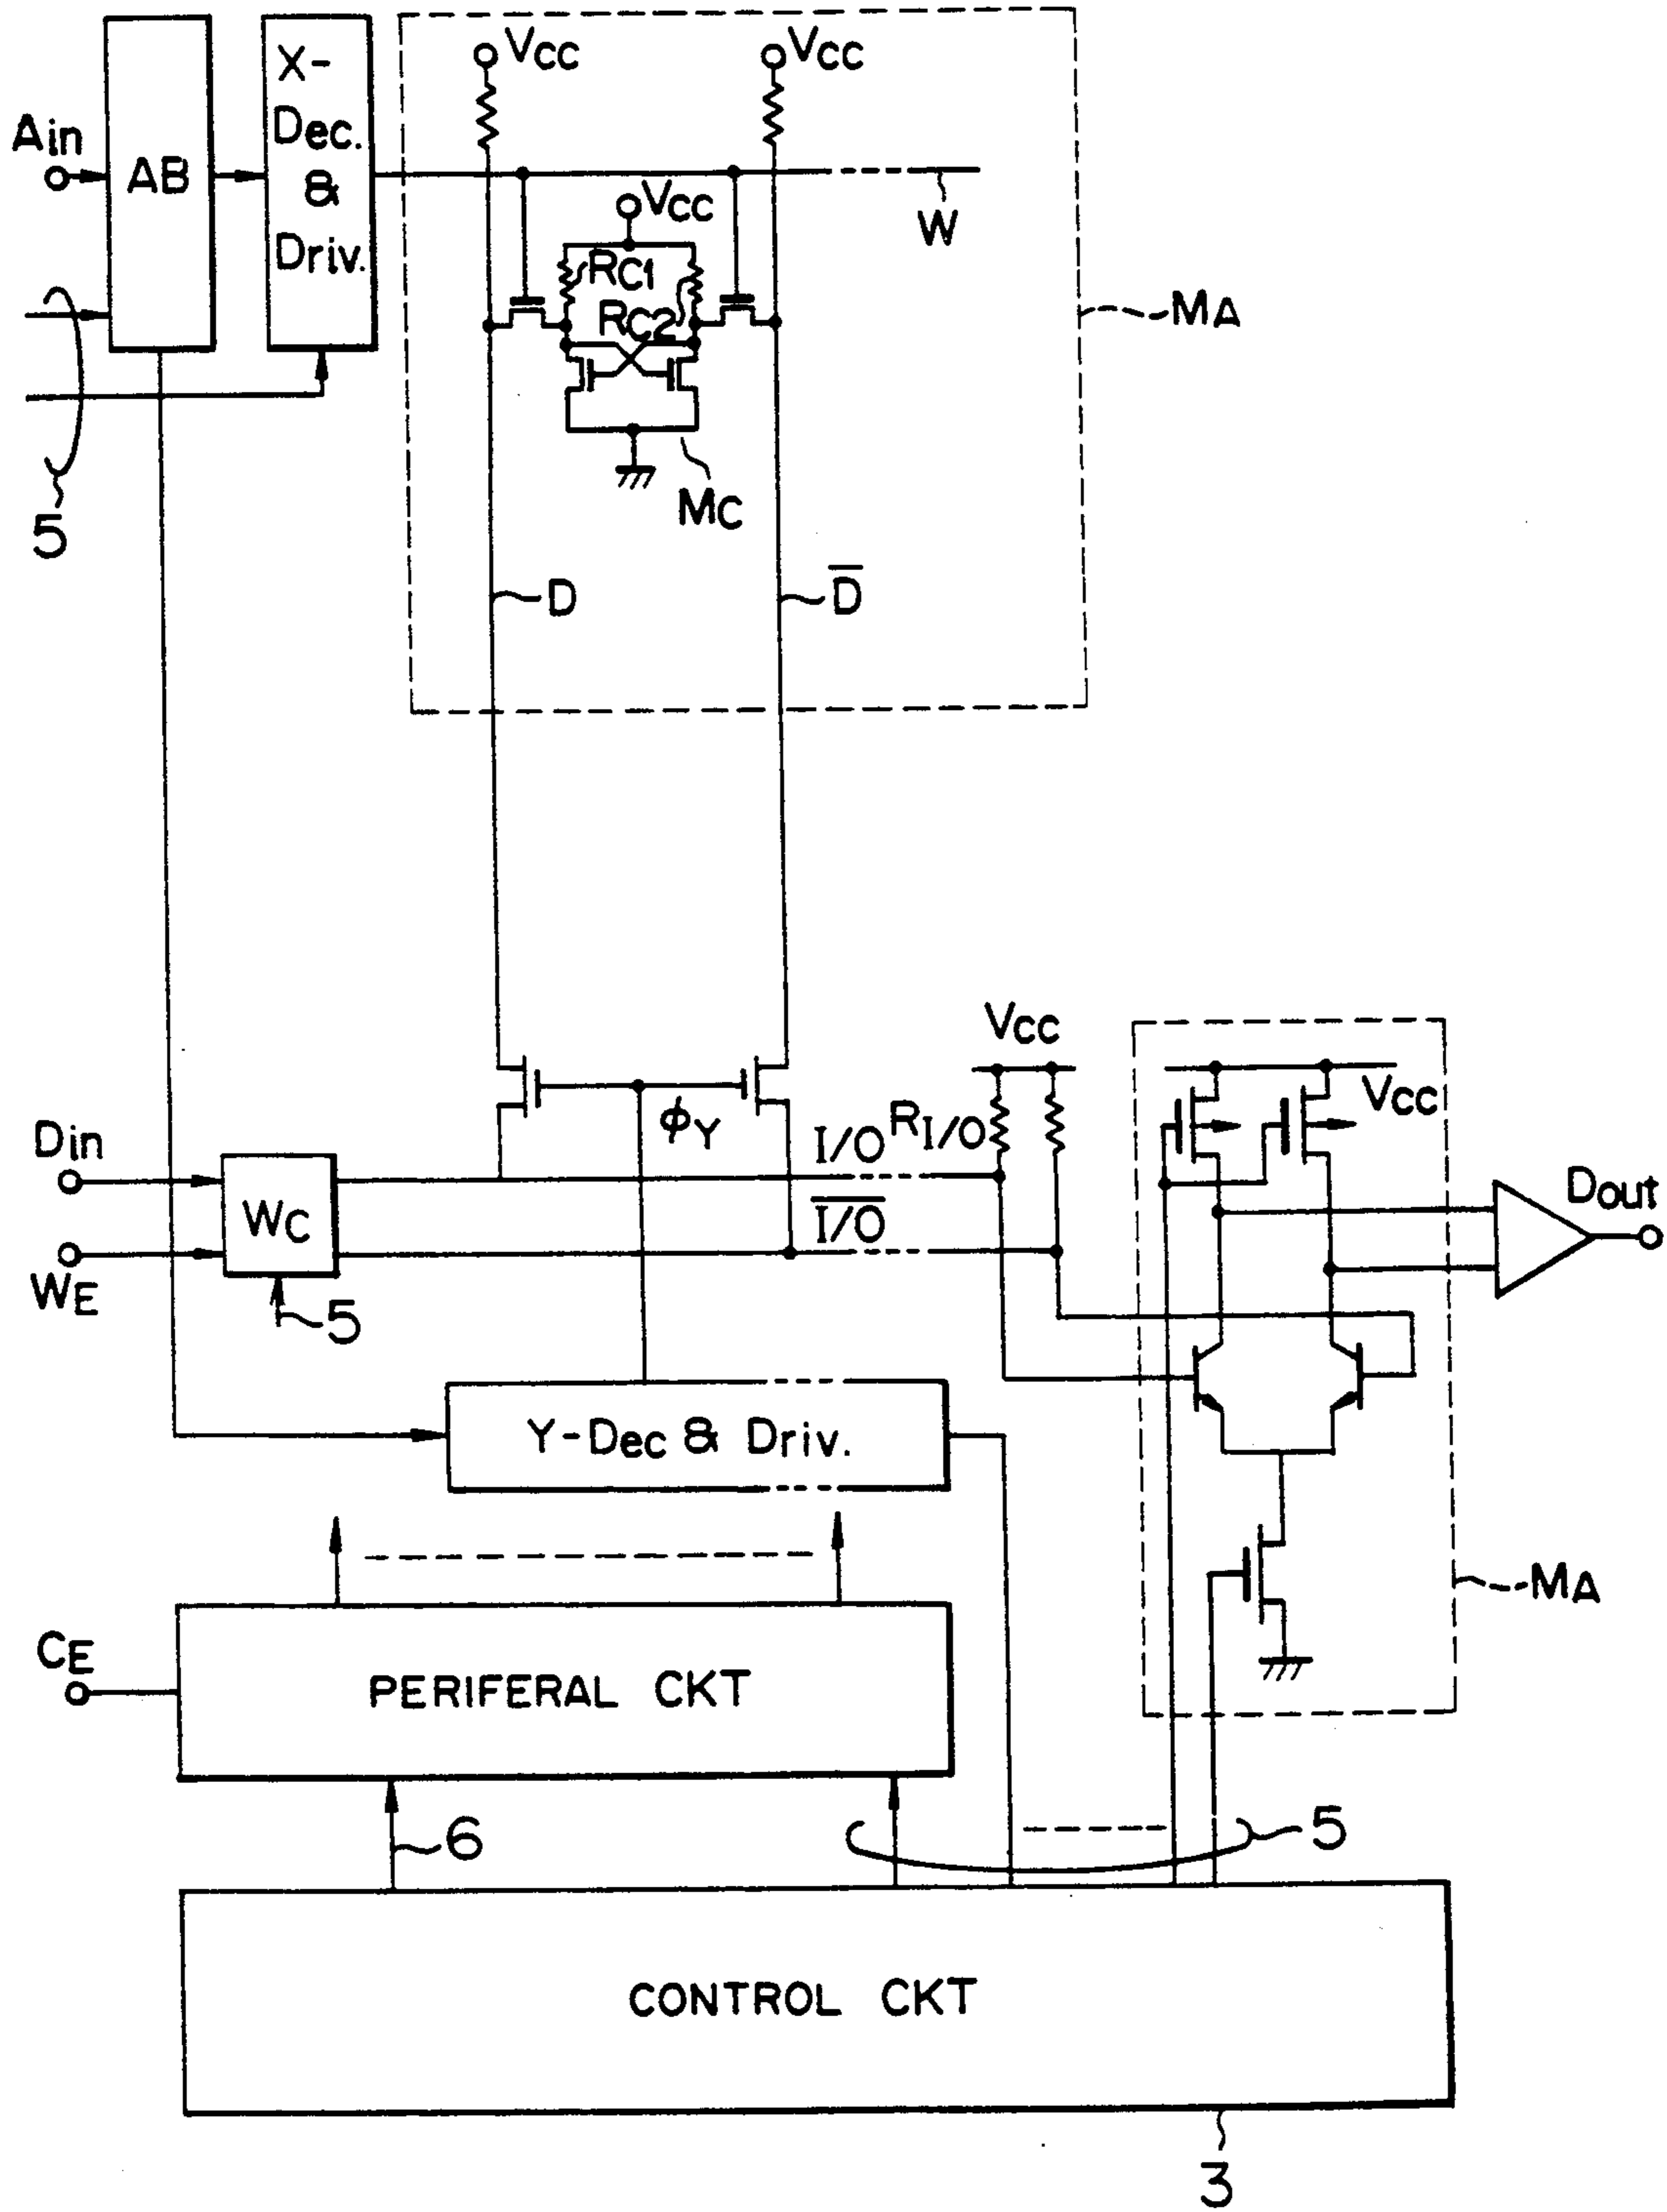 Ain
AB
X-
Dec.
&
Driv.
VCC
VCC
VCC
RC1
RC2
W
MA
5
MC
D
D̅
VCC
ΦY
I/O
RI/O
I/O̅
VCC
Din
WE
WC
5
Dout
Y-Dec & Driv.
MA
CE
PERIFERAL CKT
6
5
CONTROL CKT
3